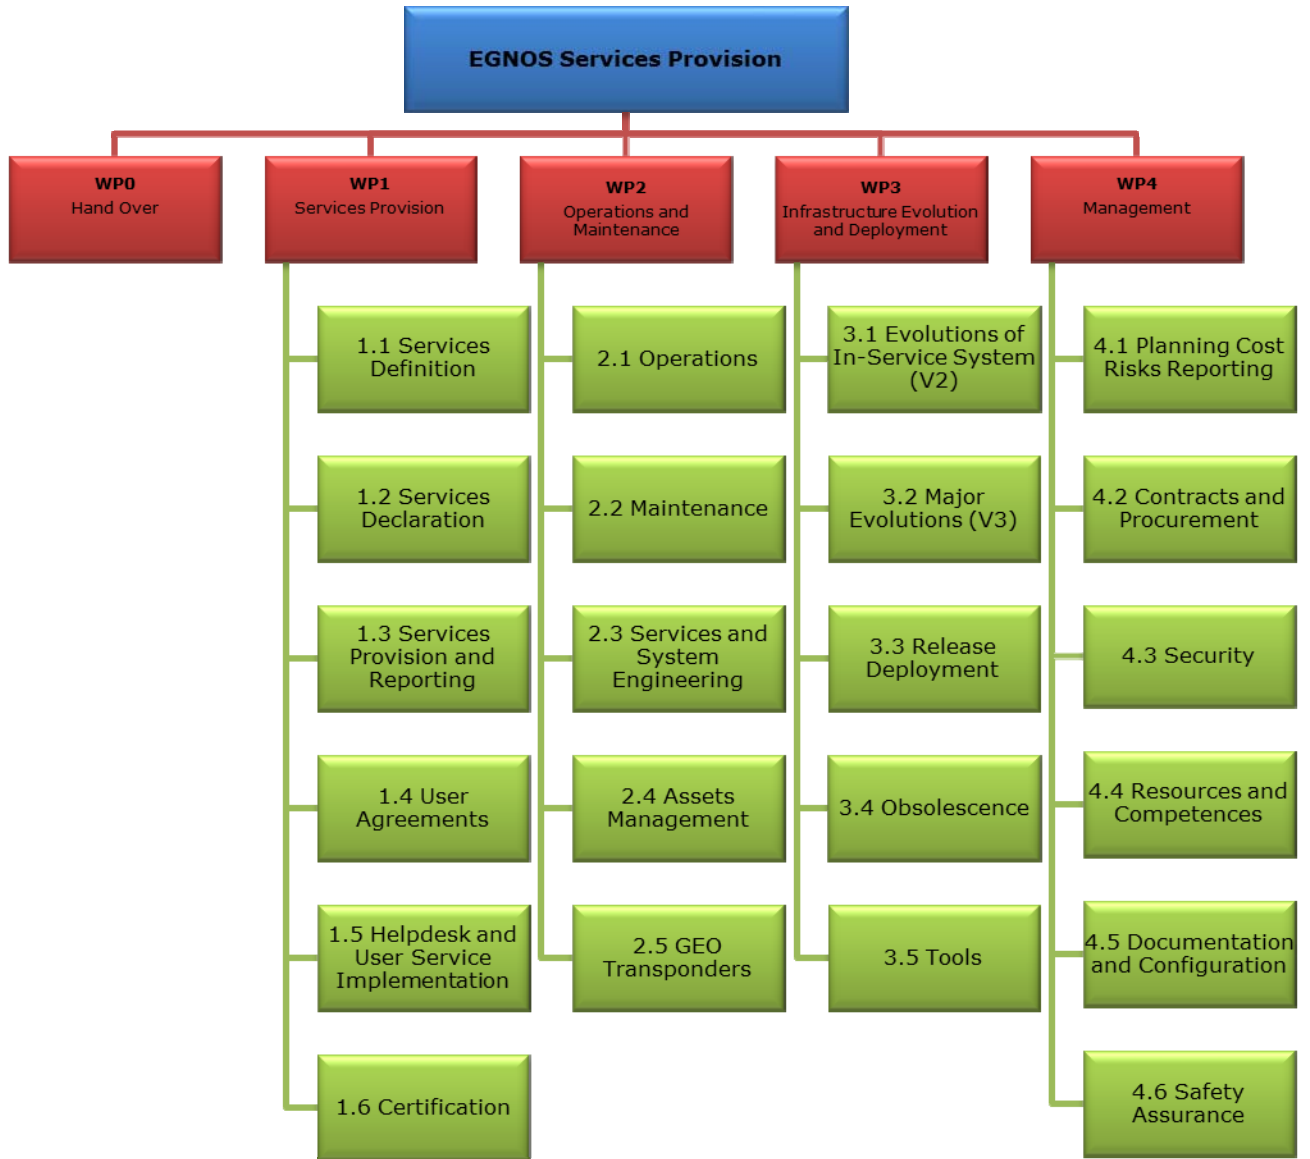 EGNOS Services Provision
WP0
Hand Over
WP1
Services Provision
WP2
Operations and
Maintenance
WP3
Infrastructure Evolution
and Deployment
WP4
Management
1.1 Services
Definition
1.2 Services
Declaration
1.3 Services
Provision and
Reporting
1.4 User
Agreements
1.5 Helpdesk and
User Service
Implementation
1.6 Certification
2.1 Operations
2.2 Maintenance
2.3 Services and
System
Engineering
2.4 Assets
Management
2.5 GEO
Transponders
3.1 Evolutions of
In-Service System
(V2)
3.2 Major
Evolutions (V3)
3.3 Release
Deployment
3.4 Obsolescence
3.5 Tools
4.1 Planning Cost
Risks Reporting
4.2 Contracts and
Procurement
4.3 Security
4.4 Resources and
Competences
4.5 Documentation
and Configuration
4.6 Safety
Assurance